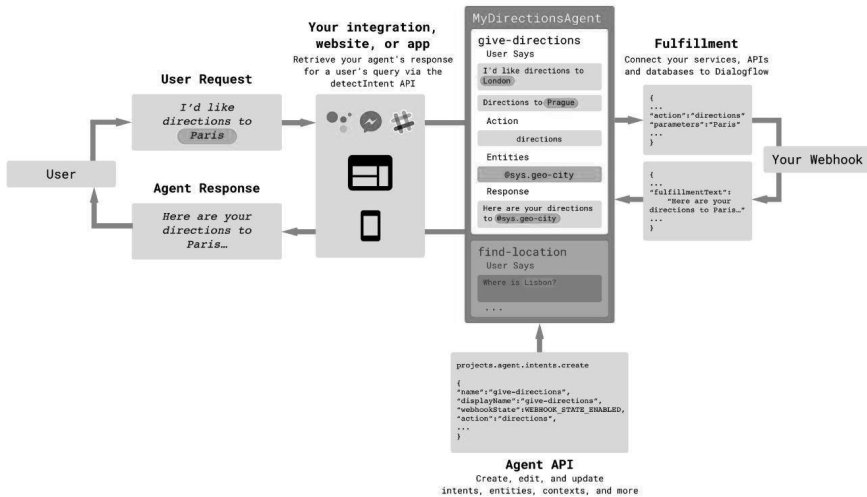 MyDirectionsAgent
Your integration,
website, or app
Retrieve your agent's response
for a user's query via the
detectIntent API
User Request
I'd like
directions to
Paris
User
Agent Response
Here are your
directions to
Paris…
give-directions
User Says
I'd like directions to
London
Directions to Prague
Action
directions
Entities
@sys.geo-city
Response
Here are your directions
to @sys.geo-city
find-location
User Says
Where is Lisbon?
...
Fulfillment
Connect your services, APIs
and databases to Dialogflow
{
...
"action":"directions"
"parameters":"Paris"
...
}
Your Webhook
{
...
"fulfillmentText":
"Here are your
directions to Paris…"
...
}
projects.agent.intents.create
{
"name":"give-directions",
"displayName":"give-directions",
"webhookState":WEBHOOK_STATE_ENABLED,
"action":"directions",
...
}
Agent API
Create, edit, and update
intents, entities, contexts, and more